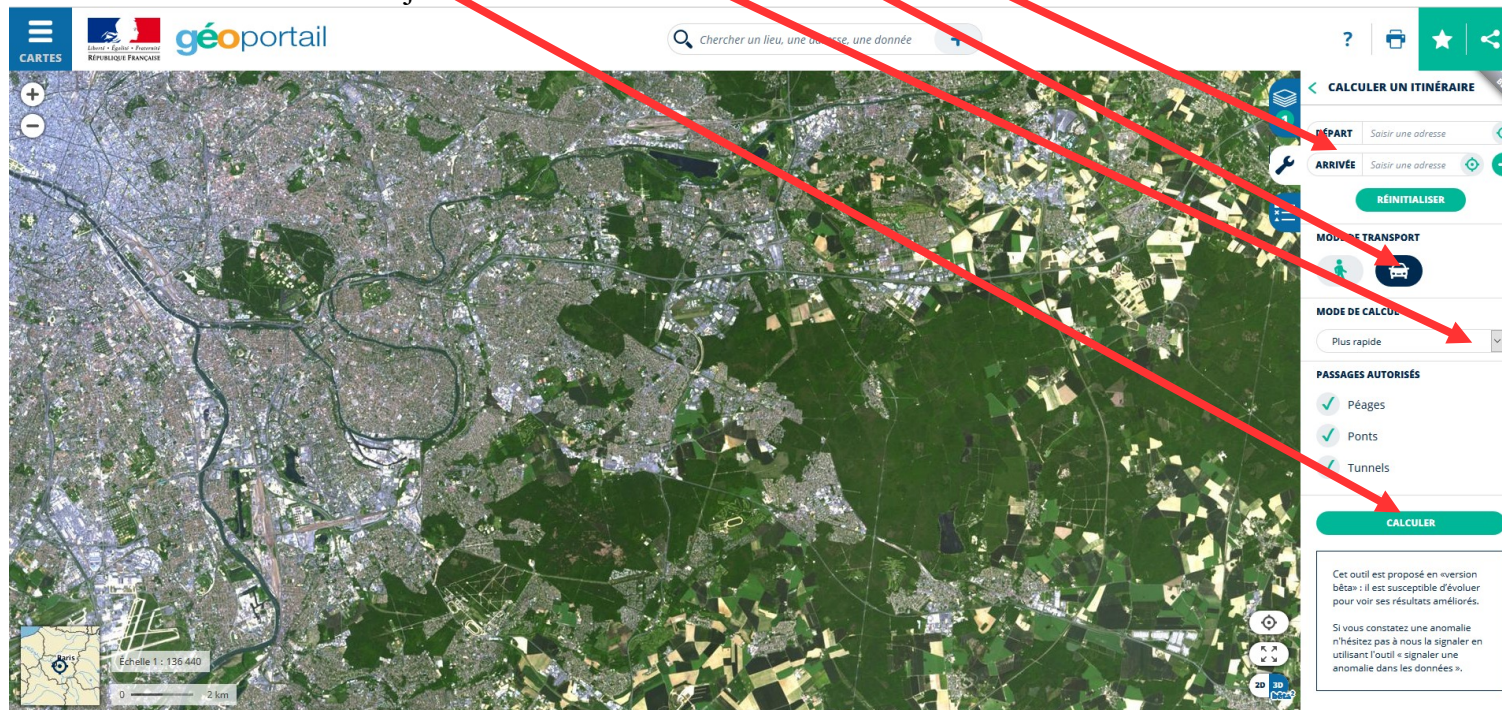 CARTES
Liberté • Égalité • Fraternité
RÉPUBLIQUE FRANÇAISE
géoportail
Chercher un lieu, une adresse, une donnée
?
CALCULER UN ITINÉRAIRE
1
DÉPART Saisir une adresse
ARRIVÉE Saisir une adresse
RÉINITIALISER
MODE DE TRANSPORT
MODE DE CALCUL
Plus rapide
PASSAGES AUTORISÉS
Péages
Ponts
Tunnels
CALCULER
Cet outil est proposé en «version
bêta» : il est susceptible d'évoluer
pour voir ses résultats améliorés.
Si vous constatez une anomalie
n'hésitez pas à nous la signaler en
utilisant l'outil « signaler une
anomalie dans les données ».
Paris
Échelle 1 : 136 440
0 2 km
2D 3D